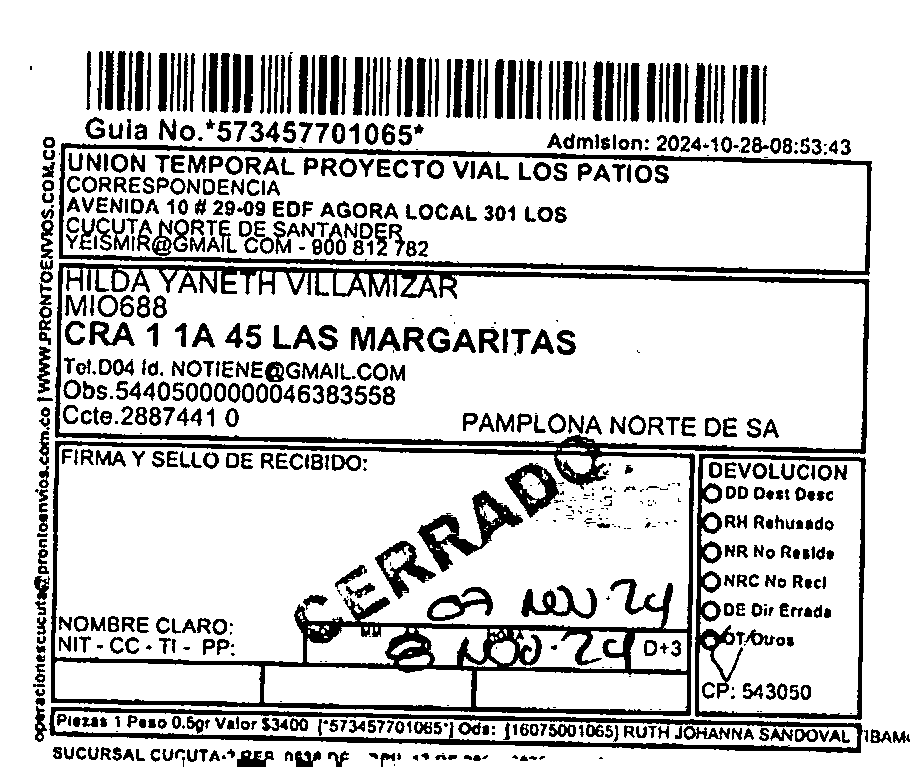 Guia No.*573457701065*
Admision: 2024-10-28-08:53:43
UNION TEMPORAL PROYECTO VIAL LOS PATIOS
CORRESPONDENCIA
AVENIDA 10 # 29-09 EDF AGORA LOCAL 301 LOS
CUCUTA NORTE DE SANTANDER
YEISMIR@GMAIL COM - 900 812 782
HILDA YANETH VILLAMIZAR
MIO688
CRA 1 1A 45 LAS MARGARITAS
Tel.D04 Id. NOTIENE@GMAIL.COM
Obs.544050000000046383558
Ccte.2887441 0
PAMPLONA NORTE DE SA
FIRMA Y SELLO DE RECIBIDO:
CERRADO
07 NOV 24
NOMBRE CLARO:
NIT - CC - TI - PP:
8 NOV. 24
D+3
DEVOLUCION
DD Dest Desc
RH Rehusado
NR No Reside
NRC No Recl
DE Dir Errada
OT/Otros
CP: 543050
Piezas 1 Peso 0.5gr Valor $3400 [*573457701065*] Ods: [16075001065] RUTH JOHANNA SANDOVAL
SUCURSAL CUCUTA
operacionescucuta@prontoenvios.com.co | WWW.PRONTOENVIOS.COM.CO